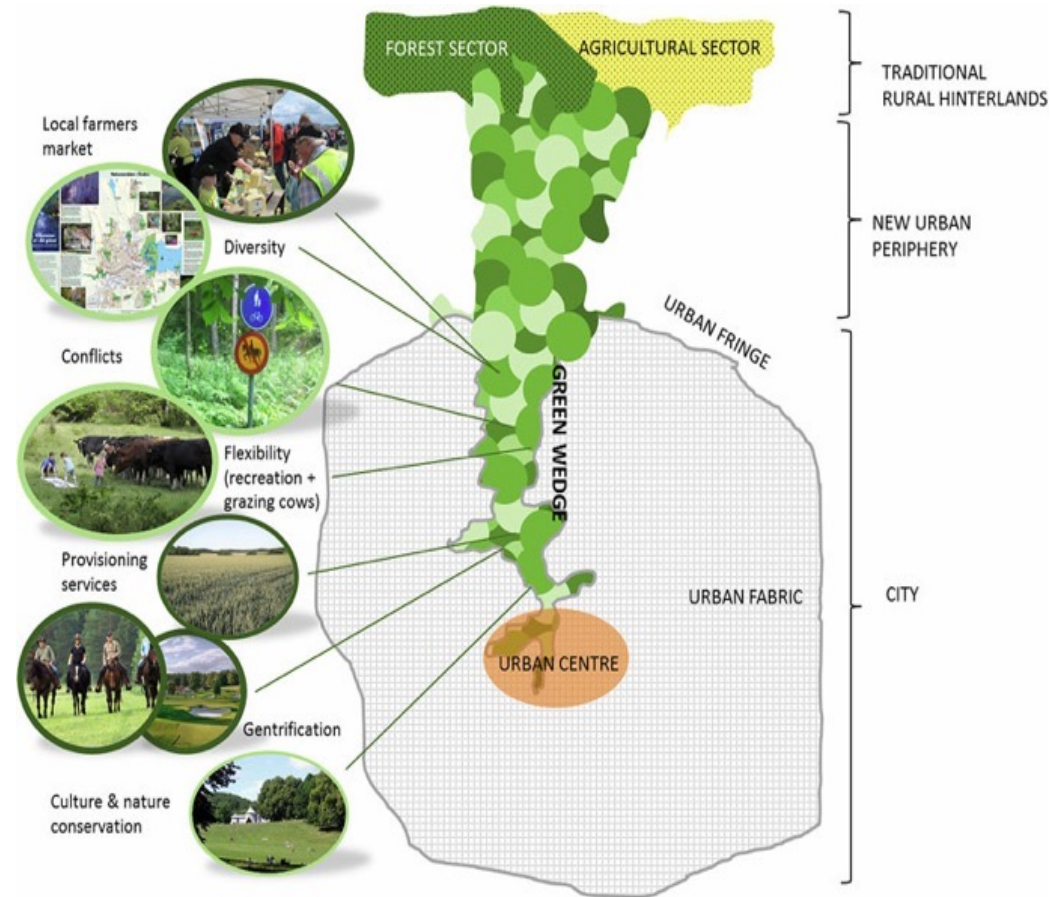 FOREST SECTOR
AGRICULTURAL SECTOR
TRADITIONAL
RURAL HINTERLANDS
Local farmers
market
Diversity
NEW URBAN
PERIPHERY
URBAN FRINGE
Conflicts
GREEN WEDGE
Flexibility
(recreation +
grazing cows)
Provisioning
services
URBAN FABRIC
CITY
URBAN CENTRE
Gentrification
Culture & nature
conservation